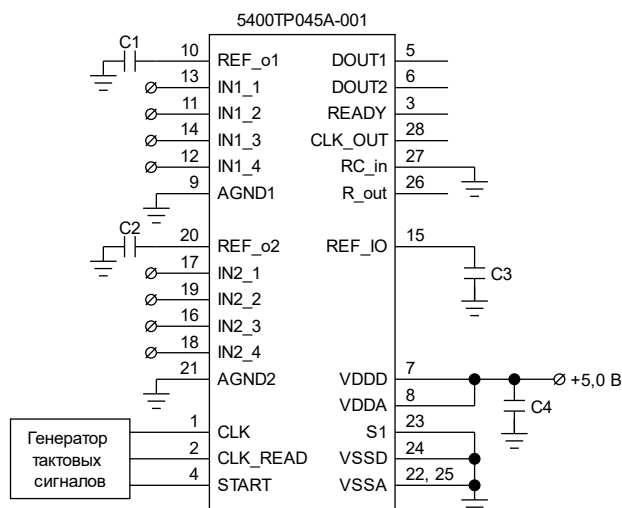 5400TP045A-001
C1 10 REF_o1 DOUT1 5
13 IN1_1 DOUT2 6
11 IN1_2 READY 3
14 IN1_3 CLK_OUT 28
12 IN1_4 RC_in 27
9 AGND1 R_out 26
C2 20 REF_o2 REF_IO 15
17 IN2_1 C3
19 IN2_2
16 IN2_3
18 IN2_4
21 AGND2 VDDD 7 +5,0 В
VDDA 8 C4
1 CLK S1 23
2 CLK_READ VSSD 24
4 START VSSA 22, 25
Генератор
тактовых
сигналов